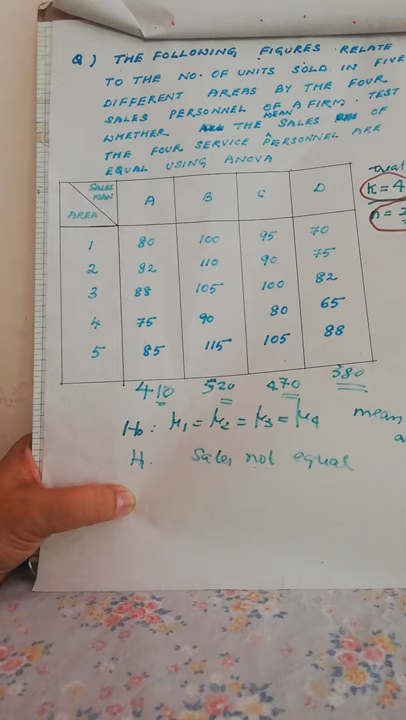 Q) THE FOLLOWING FIGURES RELATE
TO THE NO. OF UNITS SOLD IN FIVE
DIFFERENT AREAS BY THE FOUR
SALES PERSONNEL OF A FIRM. TEST
WHETHER THE MEAN SALES OF
THE FOUR SERVICE PERSONNEL ARE
EQUAL USING ANOVA
SALES MAN AREA A B C D
1 80 100 95 70
2 82 110 90 75
3 88 105 100 82
4 75 90 80 65
5 85 115 105 88
410 520 470 380
k = 4
n =
H₀ : μ₁ = μ₂ = μ₃ = μ₄ mean
H₁ Sales not equal